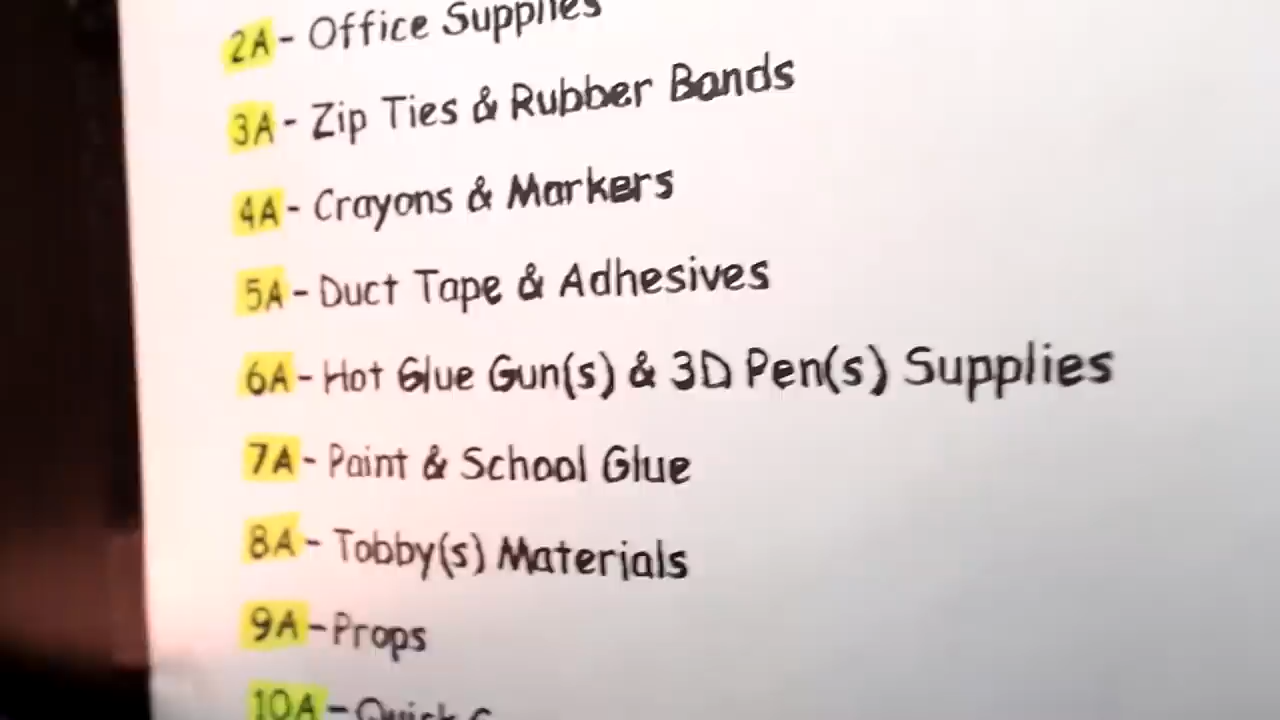 2A - Office Supplies
3A - Zip Ties & Rubber Bands
4A - Crayons & Markers
5A - Duct Tape & Adhesives
6A - Hot Glue Gun(s) & 3D Pen(s) Supplies
7A - Paint & School Glue
8A - Tobby(s) Materials
9A - Props
10A - Quick